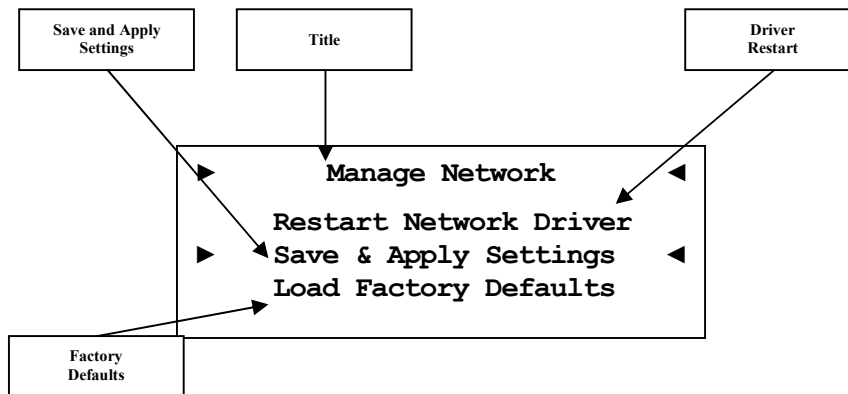 Save and Apply
Settings
Title
Driver
Restart
► Manage Network ◄
Restart Network Driver
► Save & Apply Settings ◄
Load Factory Defaults
Factory
Defaults